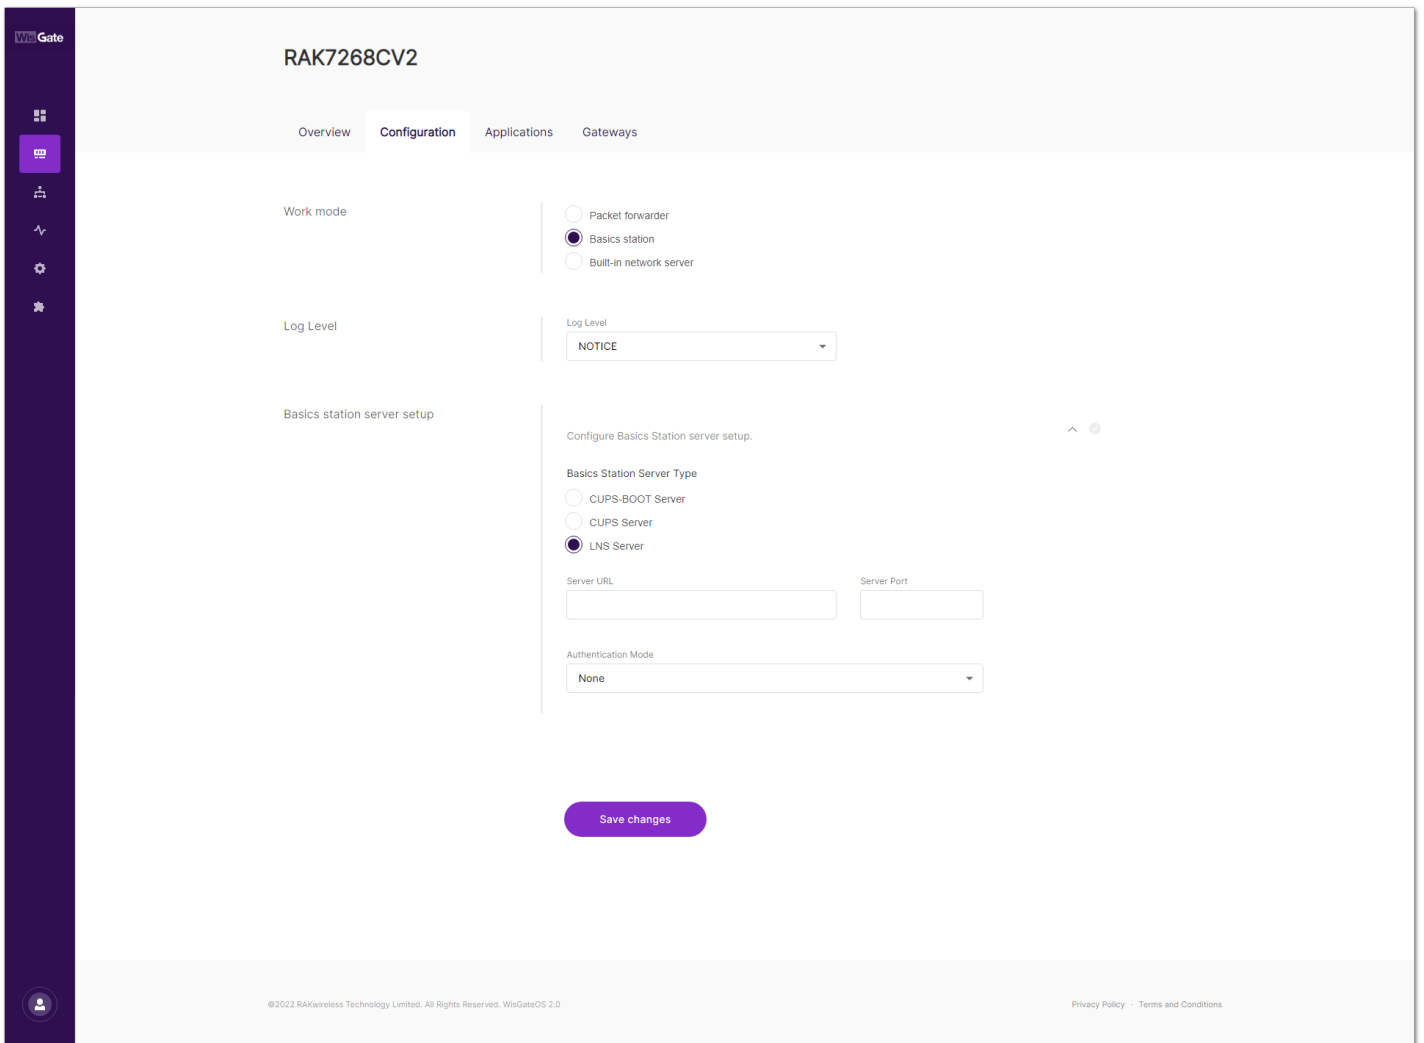 WisGate
RAK7268CV2
Overview Configuration Applications Gateways
Work mode
Packet forwarder
Basics station
Built-in network server
Log Level
Log Level
NOTICE
Basics station server setup
Configure Basics Station server setup.
Basics Station Server Type
CUPS-BOOT Server
CUPS Server
LNS Server
Server URL Server Port
Authentication Mode
None
Save changes
©2022 RAKwireless Technology Limited. All Rights Reserved. WisGateOS 2.0
Privacy Policy · Terms and Conditions